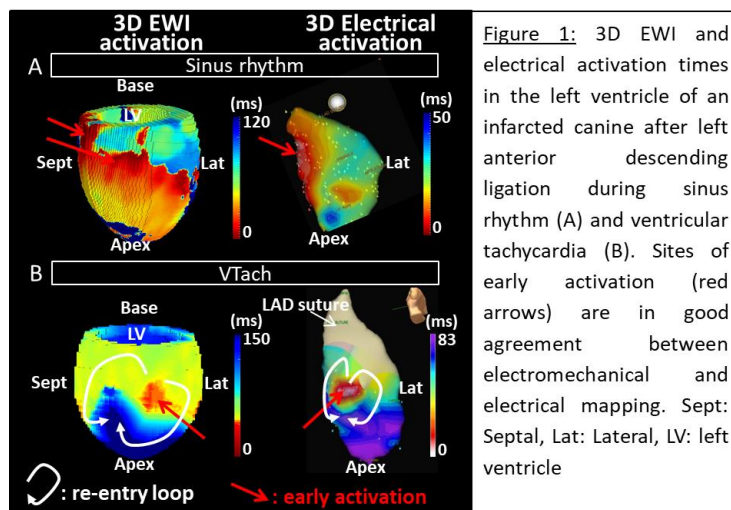 3D EWI
activation
3D Electrical
activation
A
Sinus rhythm
Base
LV
Sept
Lat
Apex
(ms)
120
0
Lat
Apex
(ms)
50
0
B
VTach
Base
LV
Sept
Lat
Apex
(ms)
150
0
LAD suture
SUTURE
Lat
Apex
(ms)
83
0
: re-entry loop
: early activation
Figure 1: 3D EWI and
electrical activation times
in the left ventricle of an
infarcted canine after left
anterior descending
ligation during sinus
rhythm (A) and ventricular
tachycardia (B). Sites of
early activation (red
arrows) are in good
agreement between
electromechanical and
electrical mapping. Sept:
Septal, Lat: Lateral, LV: left
ventricle